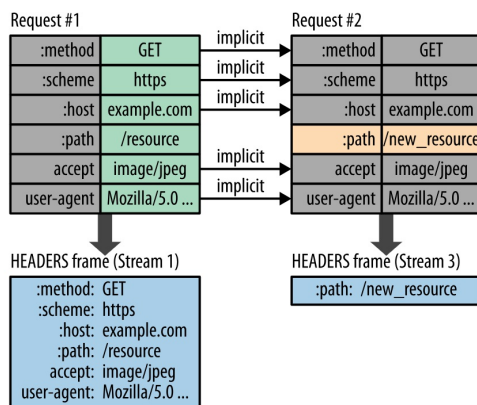 Request #1
:method GET
:scheme https
:host example.com
:path /resource
accept image/jpeg
user-agent Mozilla/5.0 ...
implicit
implicit
implicit
implicit
implicit
Request #2
:method GET
:scheme https
:host example.com
:path /new_resource
accept image/jpeg
user-agent Mozilla/5.0 ...
HEADERS frame (Stream 1)
:method: GET
:scheme: https
:host: example.com
:path: /resource
accept: image/jpeg
user-agent: Mozilla/5.0 ...
HEADERS frame (Stream 3)
:path: /new_resource